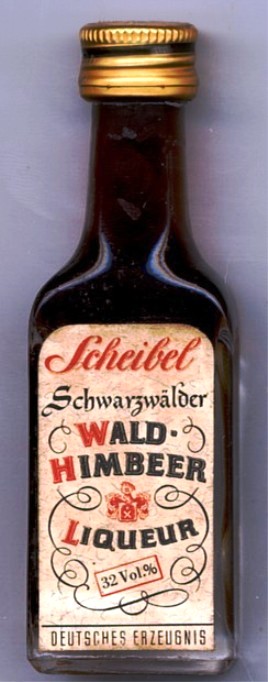 Scheibel
Schwarzwälder
WALD-
HIMBEER
LIQUEUR
32 Vol.%
DEUTSCHES ERZEUGNIS